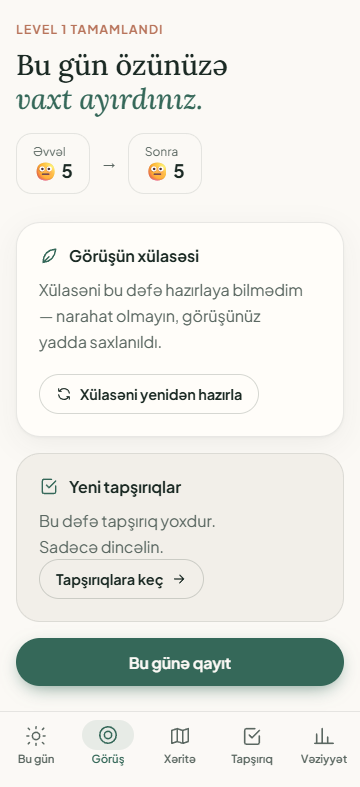 LEVEL 1 TAMAMLANDI
Bu gün özünüzə
vaxt ayırdınız.
Əvvəl
5
→
Sonra
5
Görüşün xülasəsi
Xülasəni bu dəfə hazırlaya bilmədim
— narahat olmayın, görüşünüz
yadda saxlanıldı.
Xülasəni yenidən hazırla
Yeni tapşırıqlar
Bu dəfə tapşırıq yoxdur.
Sadəcə dincəlin.
Tapşırıqlara keç →
Bu günə qayıt
Bu gün
Görüş
Xəritə
Tapşırıq
Vəziyyət